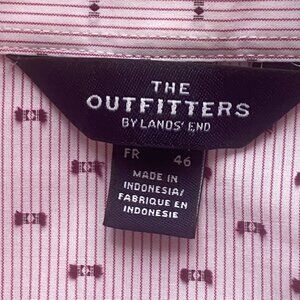 THE
OUTFITTERS
BY LANDS' END
FR 46
MADE IN
INDONESIA/
FABRIQUE EN
INDONESIE